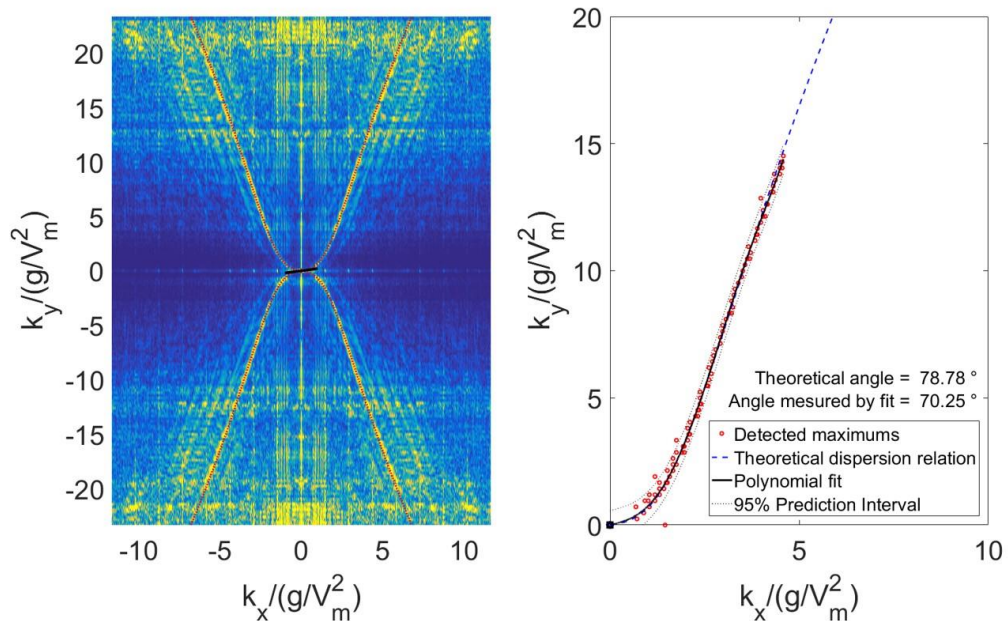 20
15
10
5
0
-5
-10
-15
-20
k_y/(g/V_m^2)
-10 -5 0 5 10
k_x/(g/V_m^2)
20
15
10
5
0
k_y/(g/V_m^2)
Theoretical angle = 78.78 °
Angle mesured by fit = 70.25 °
Detected maximums
Theoretical dispersion relation
Polynomial fit
95% Prediction Interval
0 5 10
k_x/(g/V_m^2)